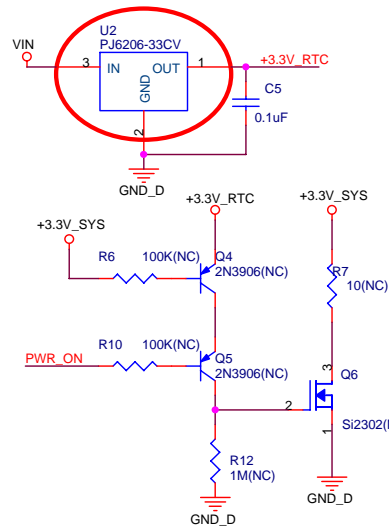 U2
PJ6206-33CV
VIN
3
IN
OUT
1
+3.3V_RTC
GND
2
C5
0.1uF
GND_D
+3.3V_RTC
+3.3V_SYS
+3.3V_SYS
R6
100K(NC)
Q4
2N3906(NC)
R7
10(NC)
R10
100K(NC)
PWR_ON
Q5
2N3906(NC)
3
Q6
2
1
Si2302(
R12
1M(NC)
GND_D
GND_D